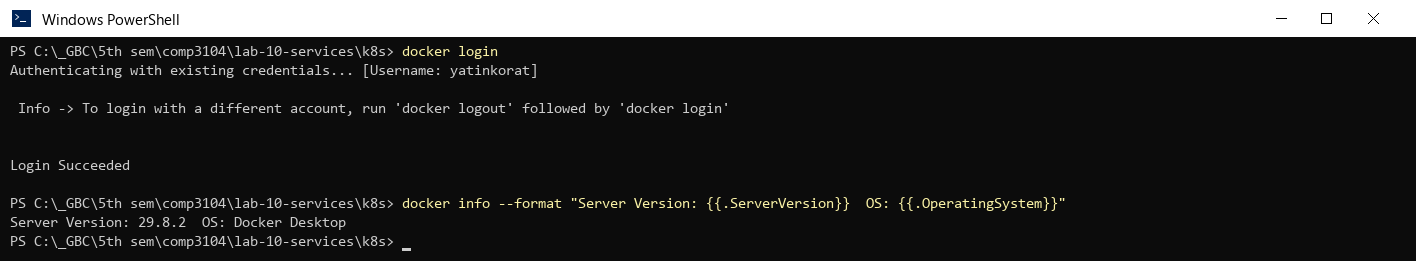 Windows PowerShell
PS C:\_GBC\5th sem\comp3104\lab-10-services\k8s> docker login
Authenticating with existing credentials... [Username: yatinkorat]
Info -> To login with a different account, run 'docker logout' followed by 'docker login'
Login Succeeded
PS C:\_GBC\5th sem\comp3104\lab-10-services\k8s> docker info --format "Server Version: {{.ServerVersion}}  OS: {{.OperatingSystem}}"
Server Version: 29.8.2  OS: Docker Desktop
PS C:\_GBC\5th sem\comp3104\lab-10-services\k8s>